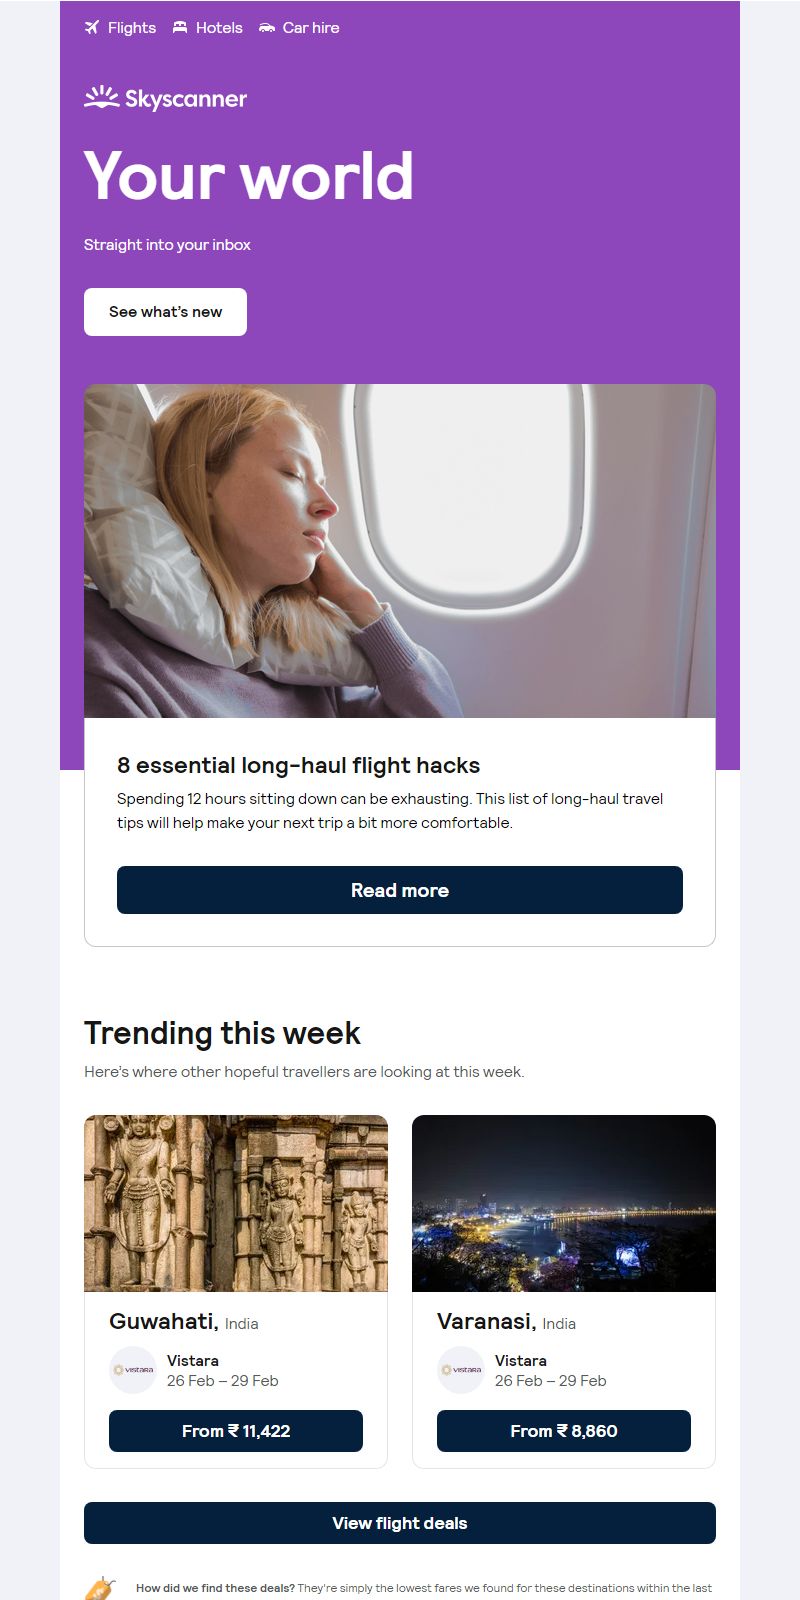 Flights Hotels Car hire
Skyscanner
Your world
Straight into your inbox
See what's new
8 essential long-haul flight hacks
Spending 12 hours sitting down can be exhausting. This list of long-haul travel
tips will help make your next trip a bit more comfortable.
Read more
Trending this week
Here's where other hopeful travellers are looking at this week.
Guwahati, India
VISTARA
Vistara
26 Feb – 29 Feb
From ₹ 11,422
Varanasi, India
VISTARA
Vistara
26 Feb – 29 Feb
From ₹ 8,860
View flight deals
How did we find these deals? They're simply the lowest fares we found for these destinations within the last